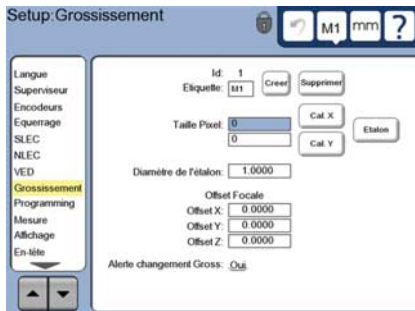 Setup:Grossissement
M1 mm ?
Langue
Superviseur
Encodeurs
Equerrage
SLEC
NLEC
VED
Grossissement
Programming
Mesure
Affichage
En-tête
Id: 1
Etiquette: M1 Creer Supprimer
Taille Pixel: 0 Cal. X
0 Cal. Y Etalon
Diamètre de l'étalon: 1.0000
Offset Focale
Offset X: 0.0000
Offset Y: 0.0000
Offset Z: 0.0000
Alerte changement Gross: Oui